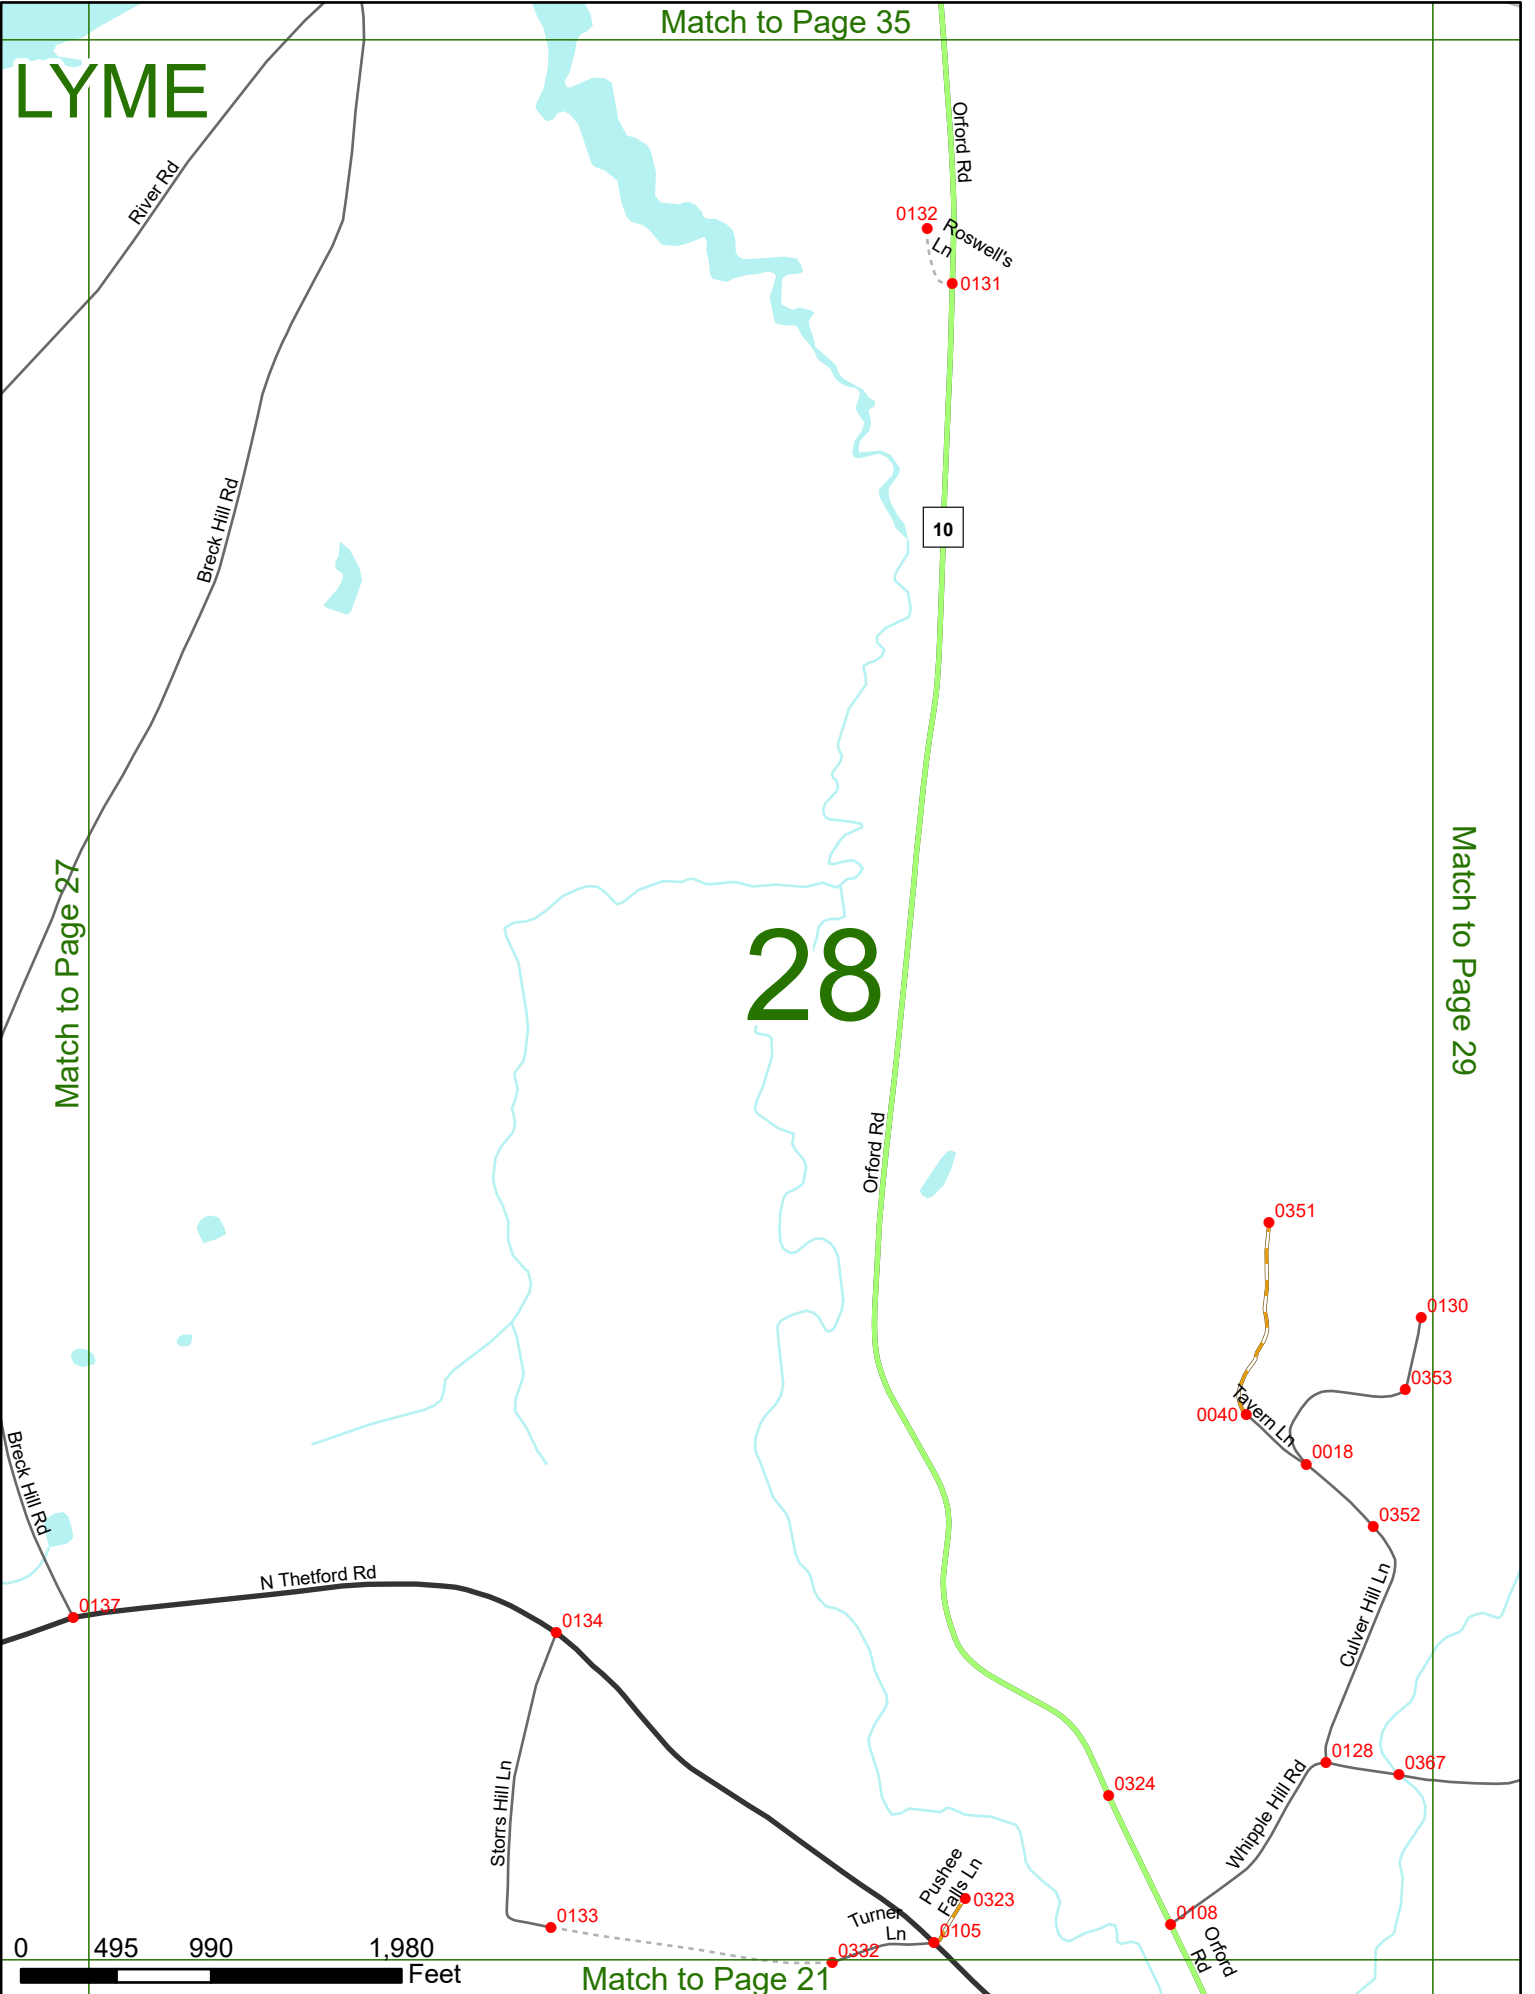 Match to Page 35
LYME
Orford Rd
River Rd
0132
Roswell's
Ln
0131
Breck Hill Rd
10
Match to Page 27
Match to Page 29
28
Orford Rd
0351
0130
0353
Tavern Ln
0040
0018
0352
Breck Hill Rd
N Thetford Rd
0137
0134
Culver Hill Ln
0128
0367
0324
Whipple Hill Rd
Storrs Hill Ln
Pushee
Falls Ln
0323
0133
Turner
Ln
0105
0108
Orford
Rd
0332
0 495 990 1,980
Feet
Match to Page 21